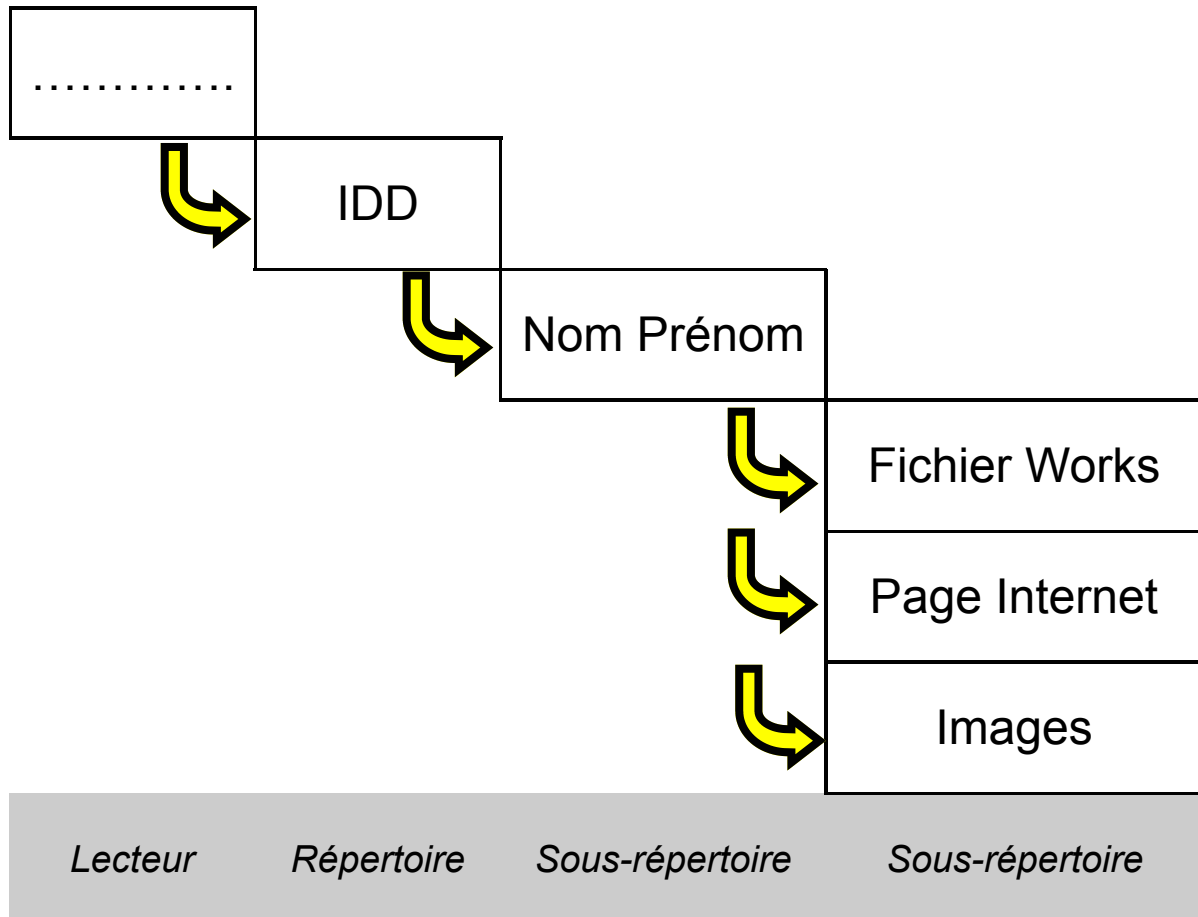 .............
IDD
Nom Prénom
Fichier Works
Page Internet
Images
Lecteur Répertoire Sous-répertoire Sous-répertoire